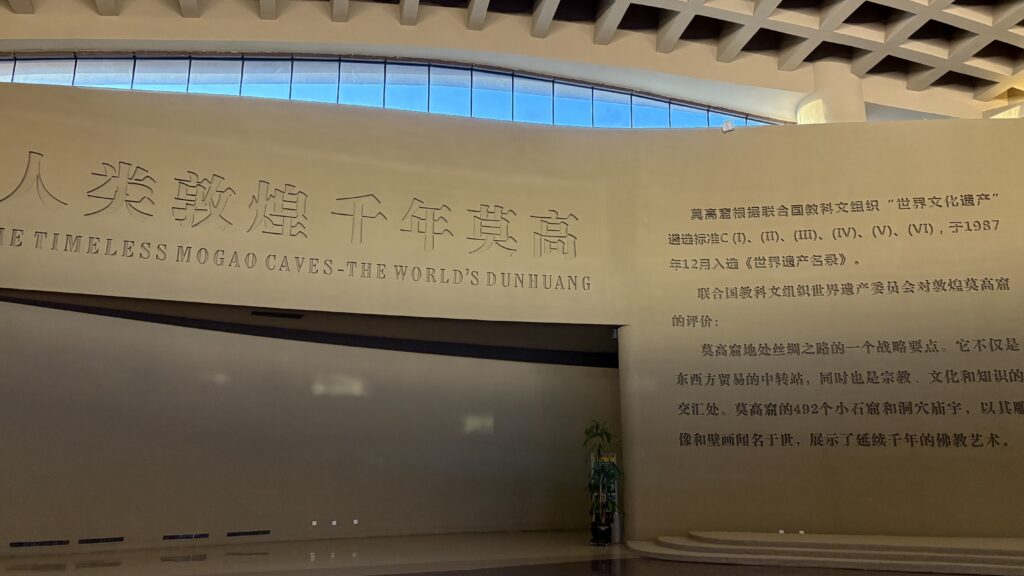 人类敦煌 千年莫高
THE TIMELESS MOGAO CAVES-THE WORLD'S DUNHUANG
莫高窟根据联合国教科文组织“世界文化遗产”
遴选标准C (I)、(II)、(III)、(IV)、(V)、(VI)，于1987
年12月入选《世界遗产名录》。
联合国教科文组织世界遗产委员会对敦煌莫高窟
的评价：
莫高窟地处丝绸之路的一个战略要点。它不仅是
东西方贸易的中转站，同时也是宗教、文化和知识的
交汇处。莫高窟的492个小石窟和洞穴庙宇，以其雕
像和壁画闻名于世，展示了延续千年的佛教艺术。